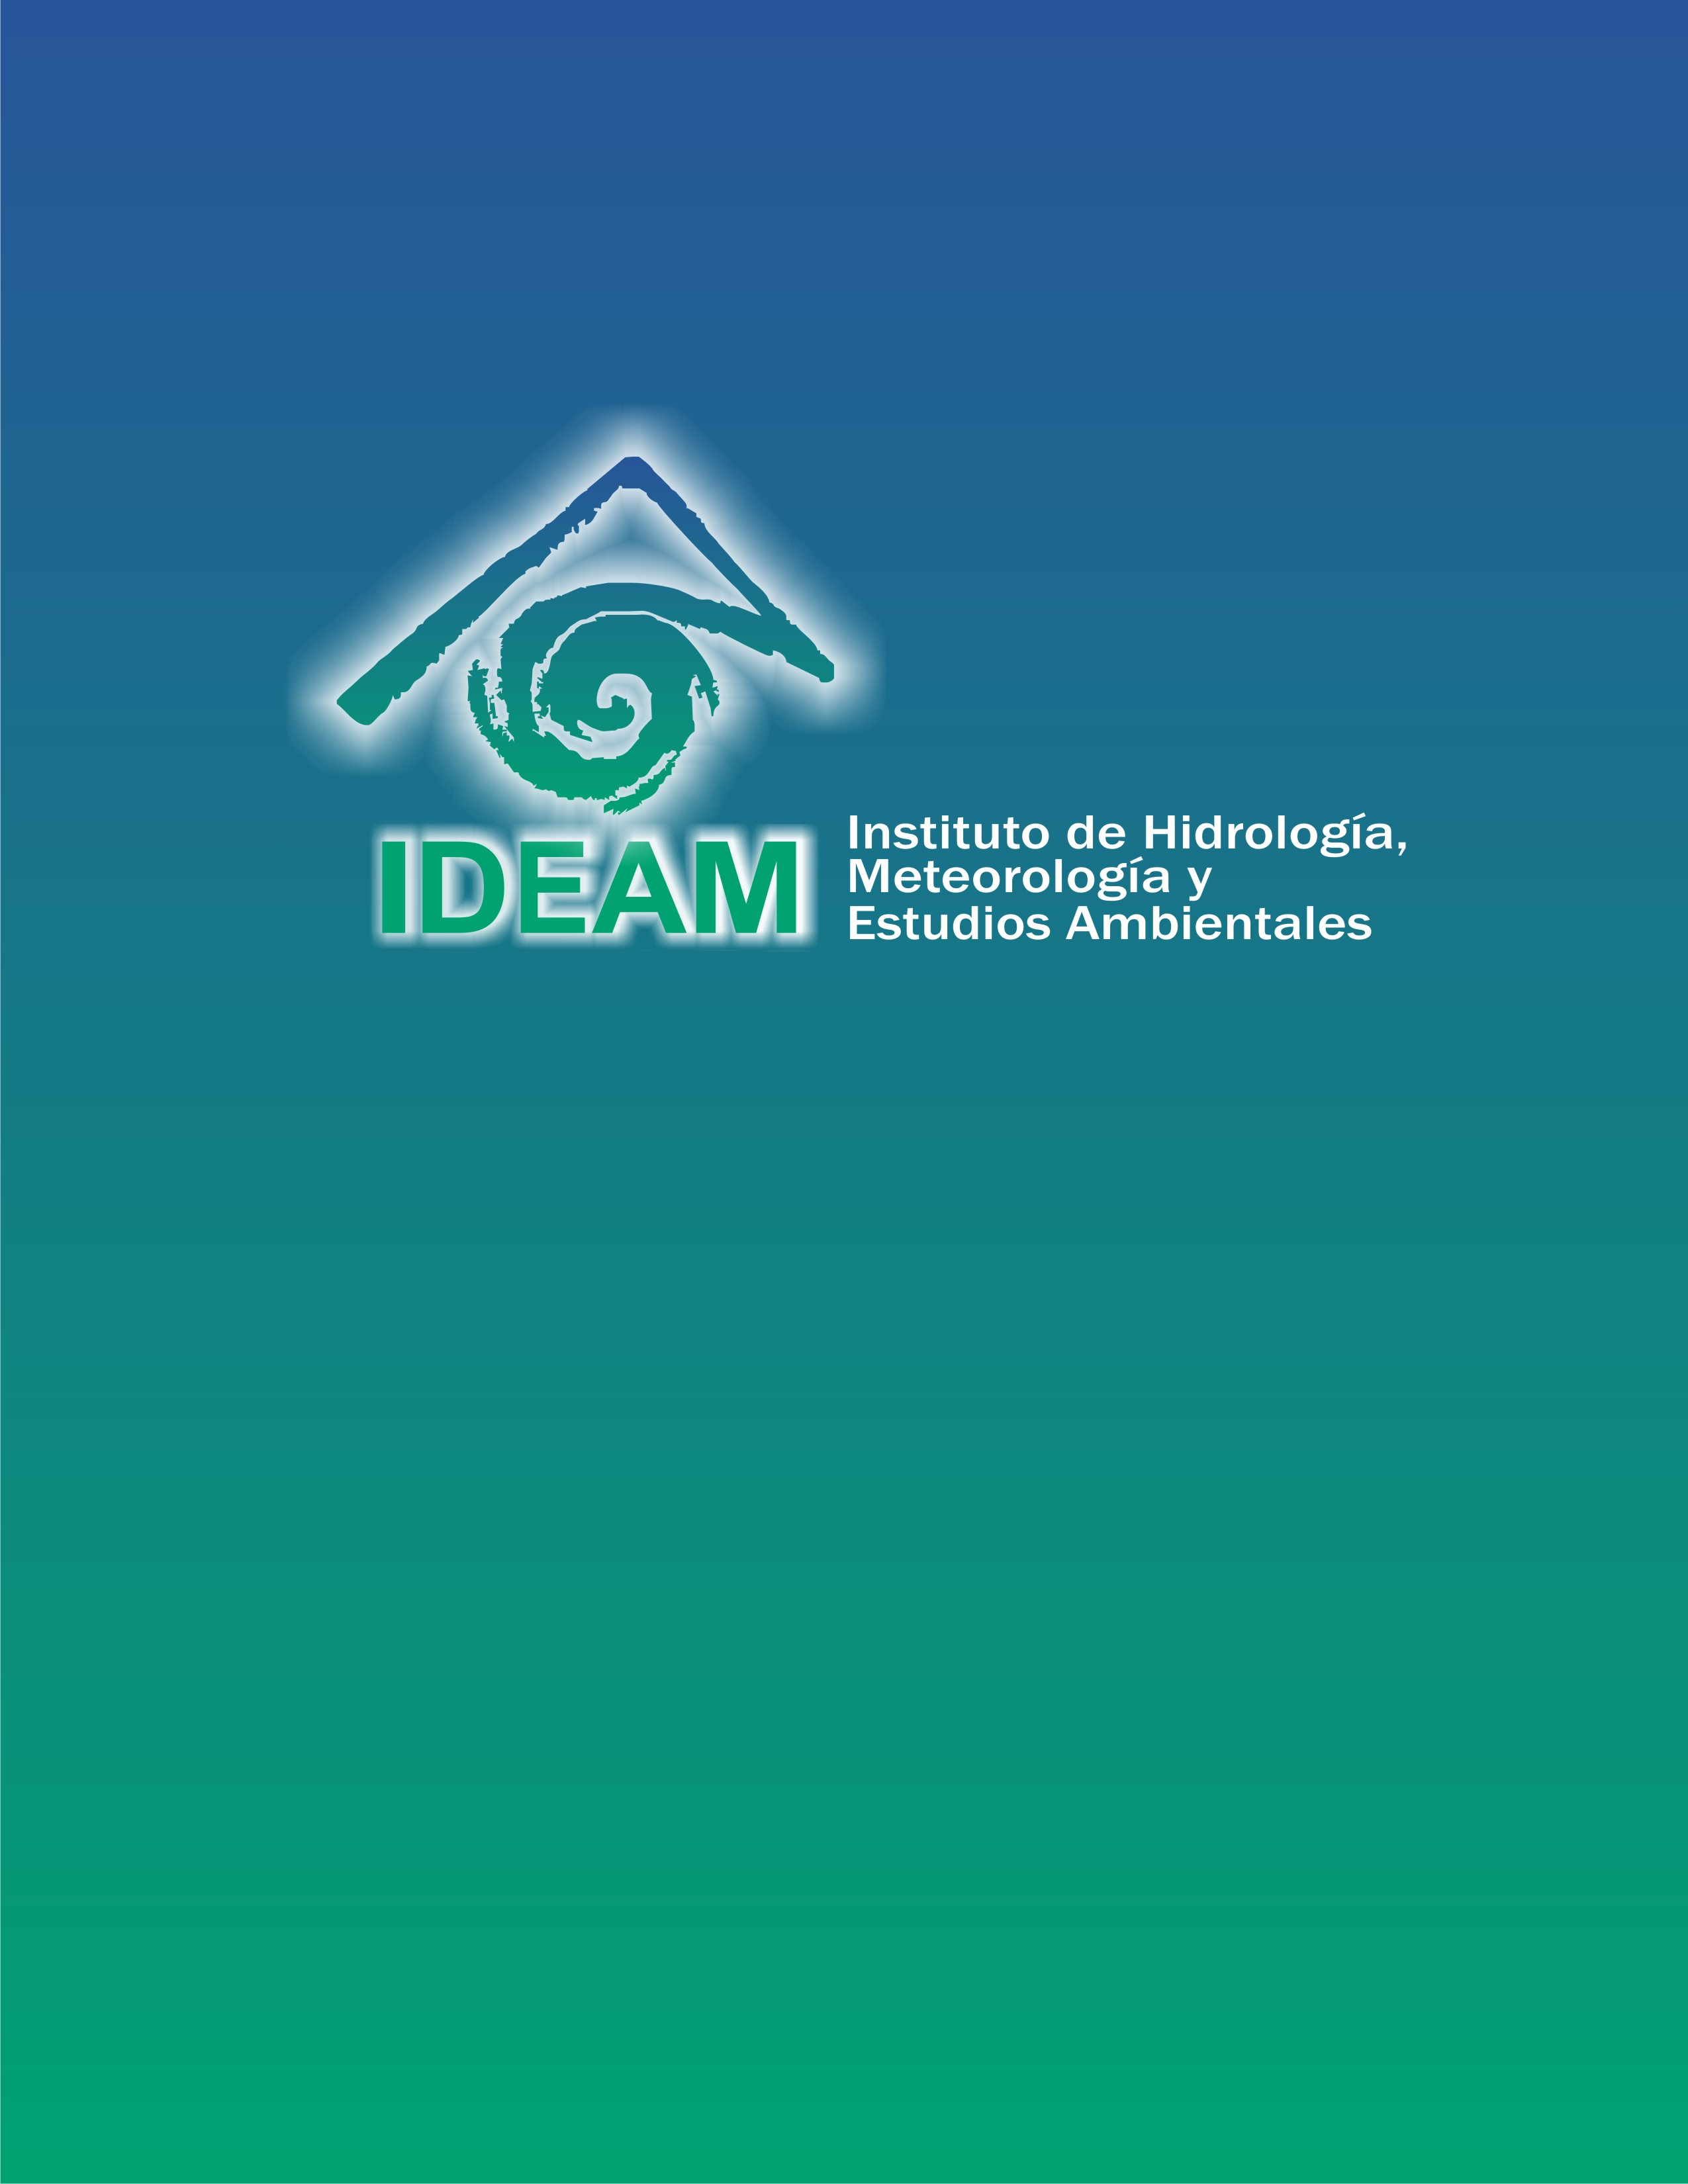 IDEAM
Instituto de Hidrología,
Meteorología y
Estudios Ambientales